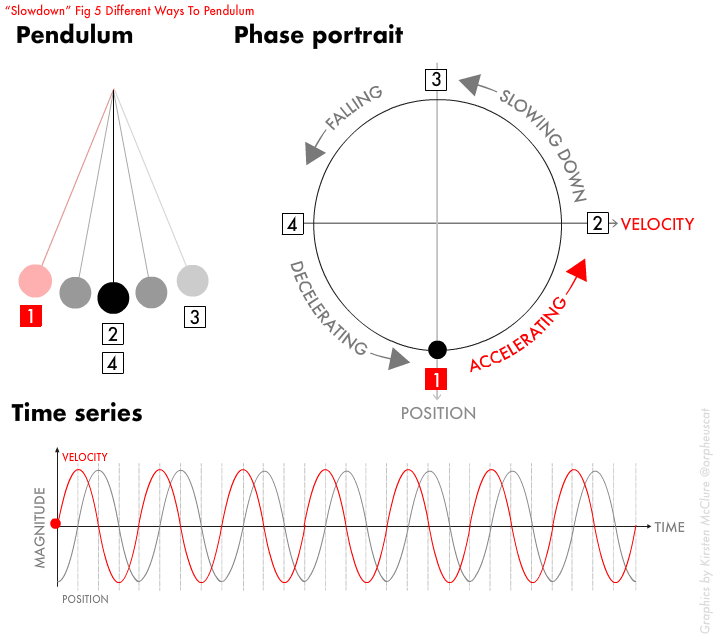 “Slowdown” Fig 5 Different Ways To Pendulum
Pendulum
1
2
4
3
Phase portrait
3
FALLING
SLOWING DOWN
4
2
VELOCITY
DECELERATING
ACCELERATING
1
POSITION
Time series
VELOCITY
MAGNITUDE
TIME
POSITION
Graphics by Kirsten McClure @orpheuscat